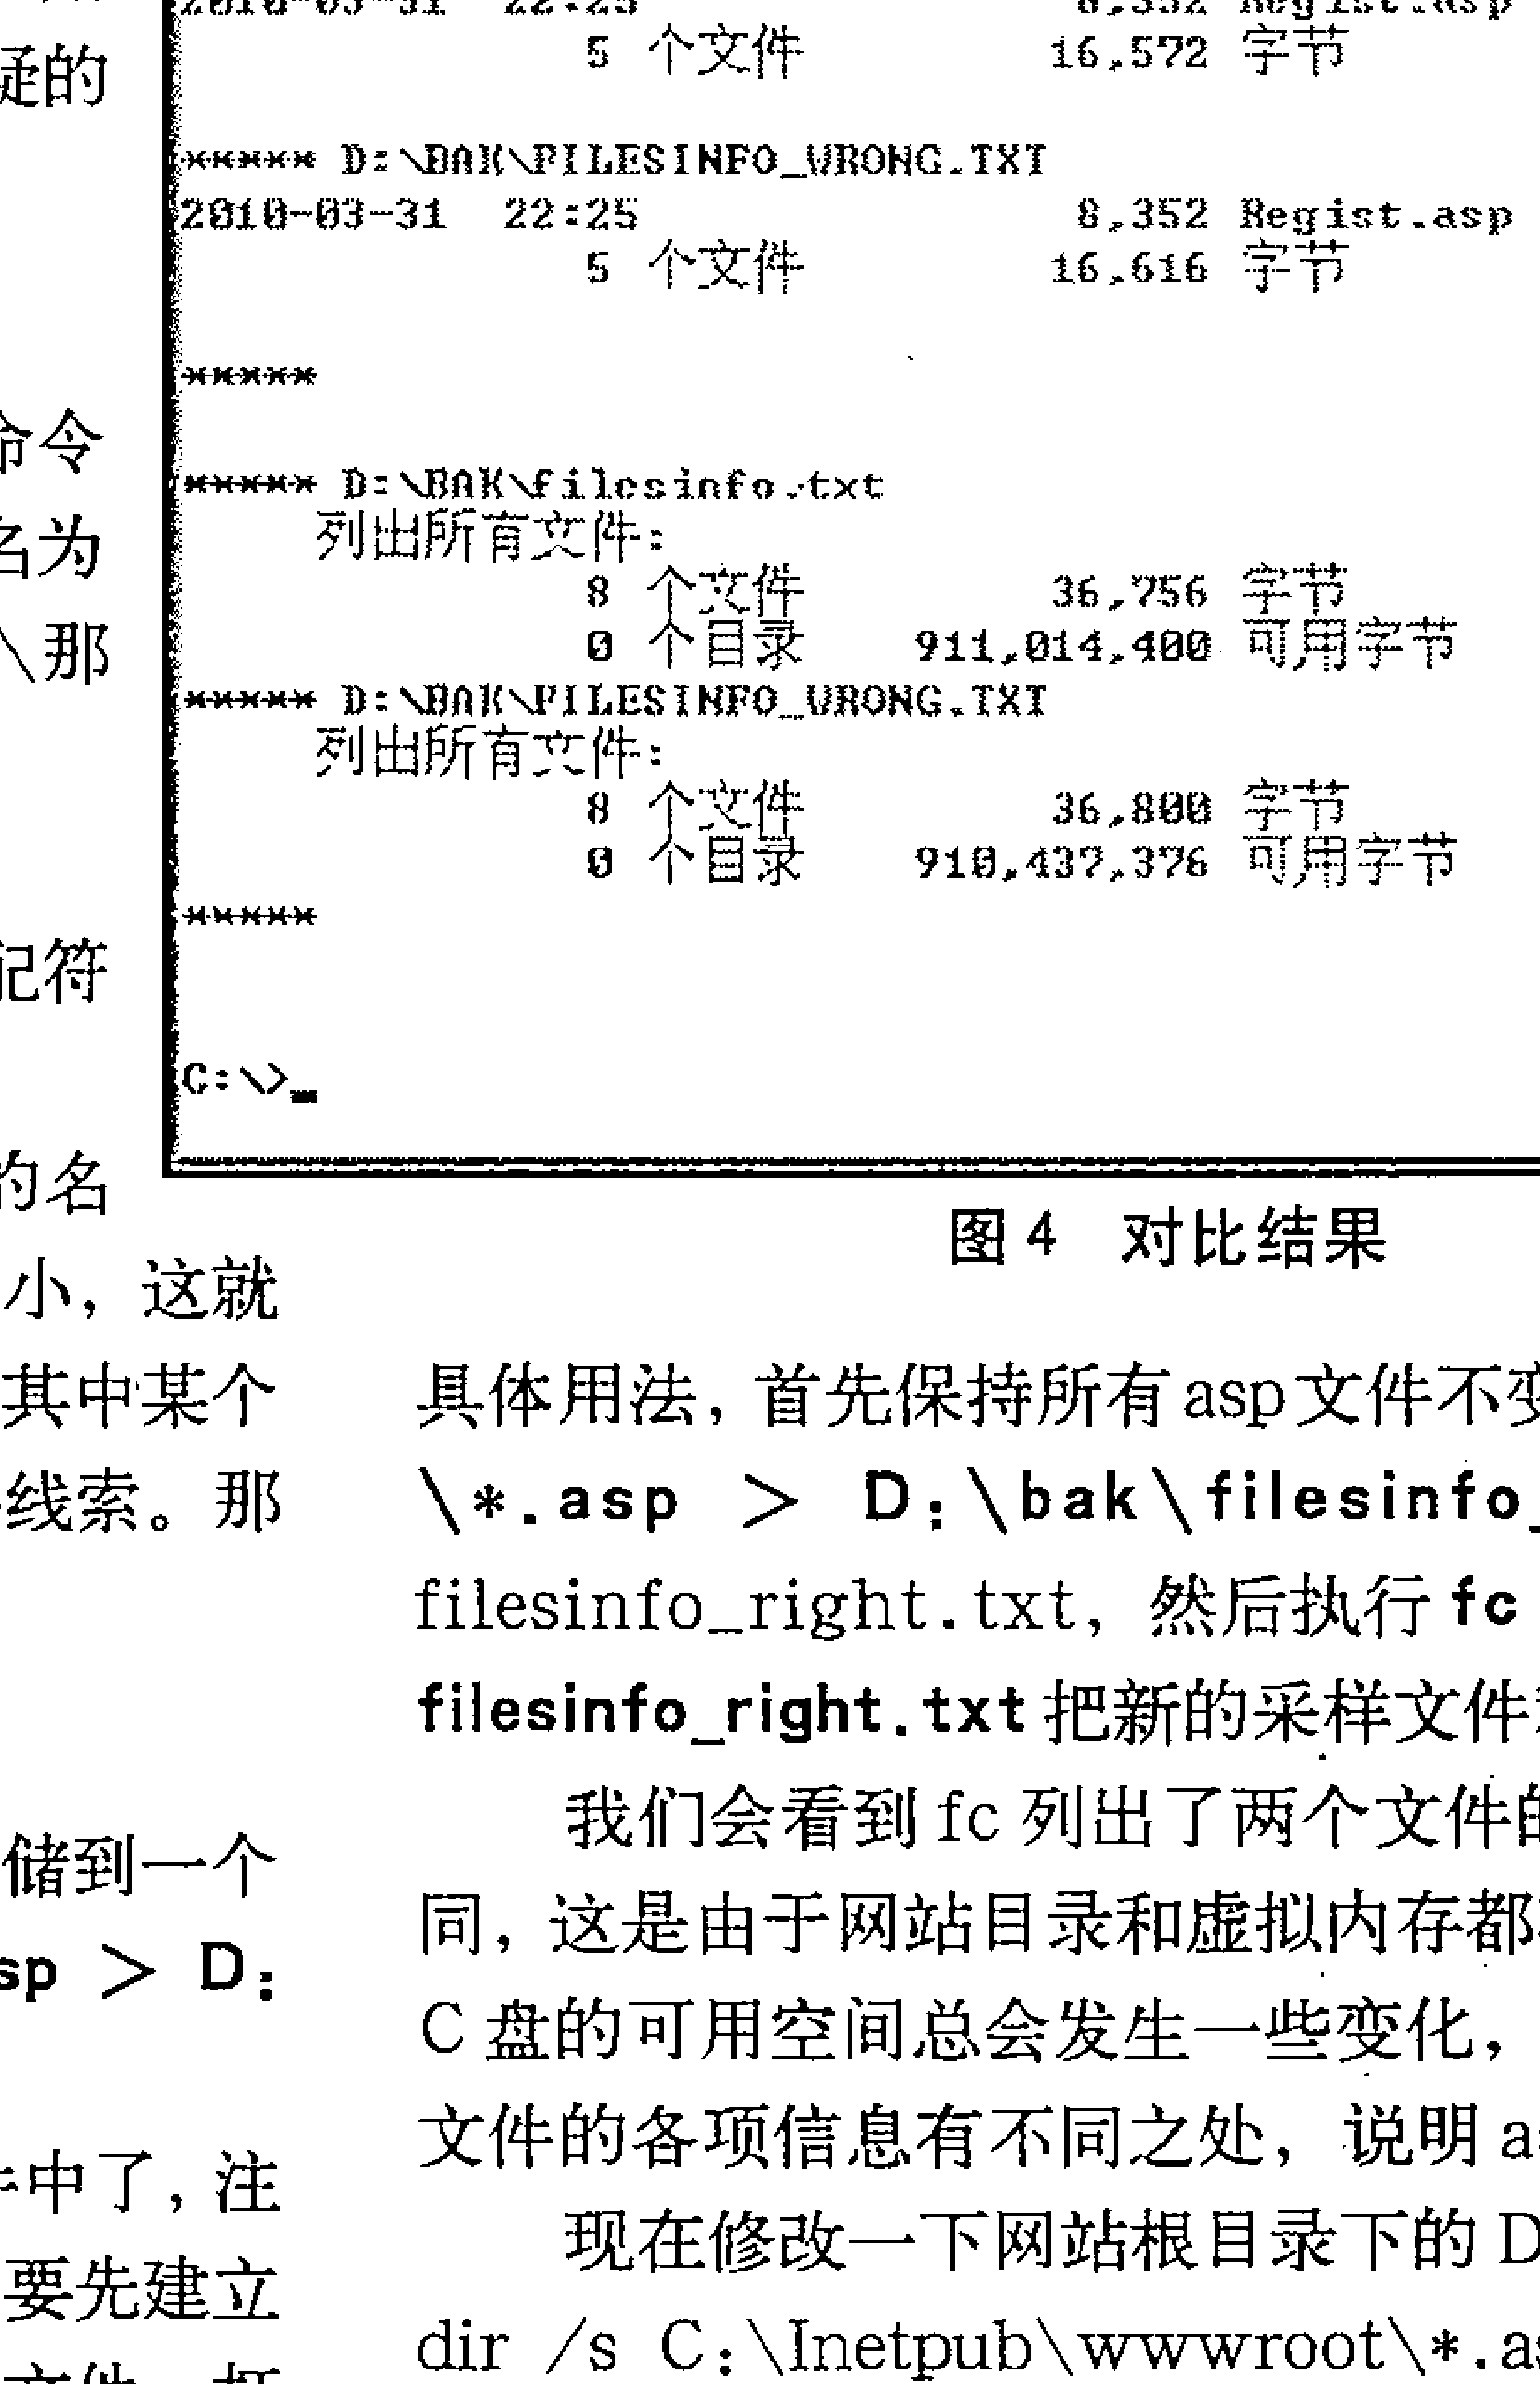 疑的
命令
名为
\那
记符
的名
小，这就
其中某个
线索。那
储到一个
sp > D:
件中了，注
要先建立
2010-03-31 22:25 8,352 Regist.asp
5 个文件 16,572 字节
***** D:\BAK\FILESINFO_WRONG.TXT
2010-03-31 22:25 8,352 Regist.asp
5 个文件 16,616 字节
*****
***** D:\BAK\filesinfo.txt
列出所有文件:
8 个文件 36,756 字节
0 个目录 911,014,400 可用字节
***** D:\BAK\FILESINFO_WRONG.TXT
列出所有文件:
8 个文件 36,800 字节
0 个目录 910,437,376 可用字节
*****
C:\>_
图 4 对比结果
具体用法，首先保持所有 asp 文件不变
\*.asp > D:\bak\filesinfo_
filesinfo_right.txt，然后执行 fc
filesinfo_right.txt 把新的采样文件
我们会看到 fc 列出了两个文件的
同，这是由于网站目录和虚拟内存都
C 盘的可用空间总会发生一些变化，
文件的各项信息有不同之处，说明 as
现在修改一下网站根目录下的 D
dir /s C:\Inetpub\wwwroot\*.as